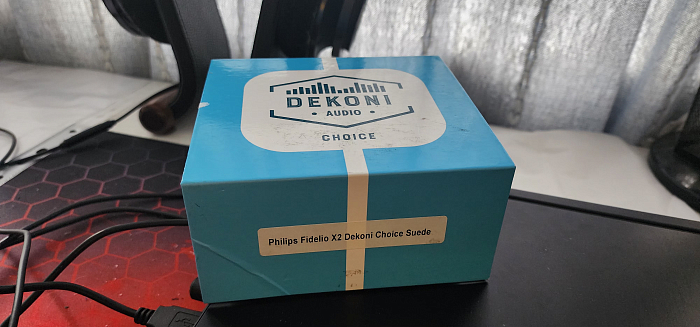 DEKONI
AUDIO
CHOICE
Philips Fidelio X2 Dekoni Choice Suede